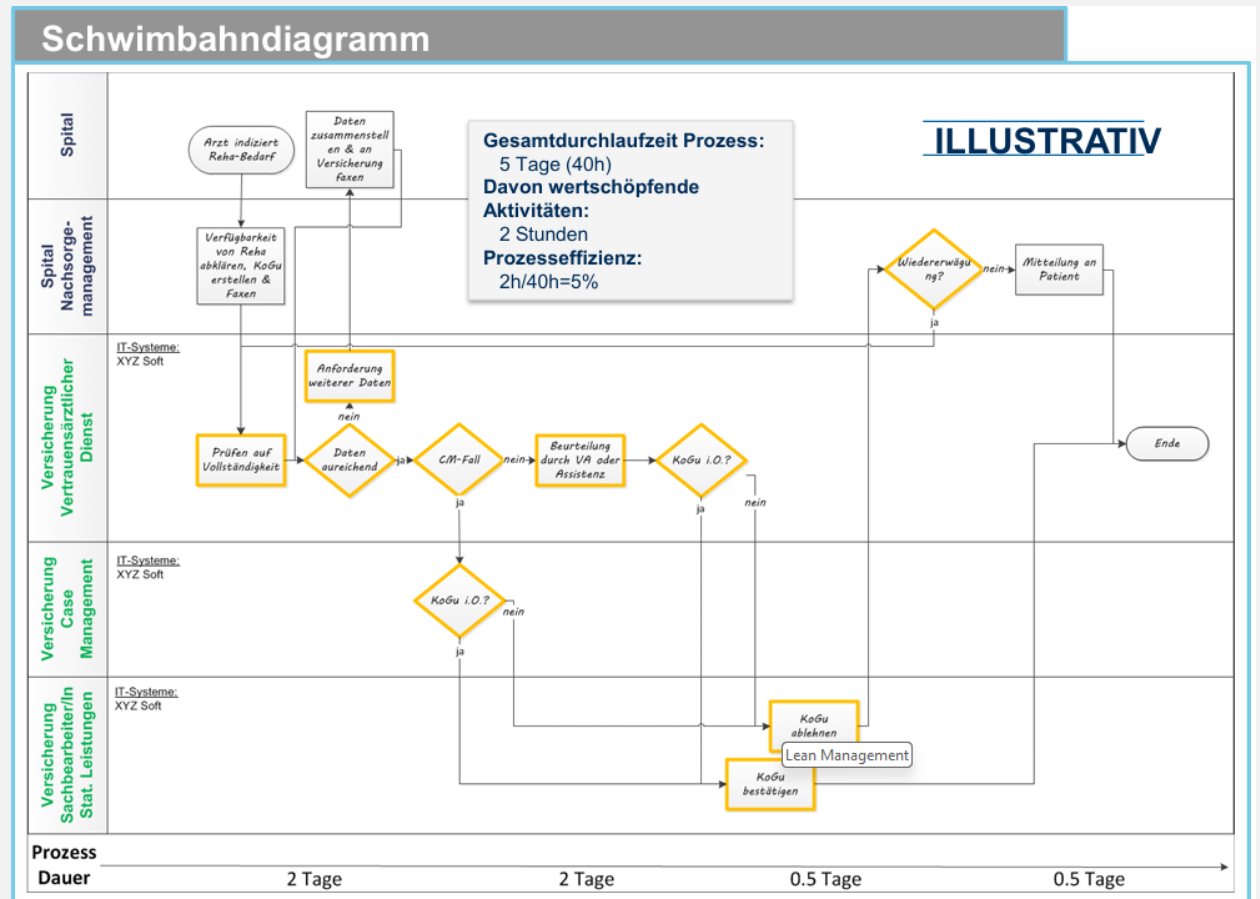 Schwimbahndiagramm
Spital
Arzt indiziert
Reha-Bedarf
Daten
zusammenstell
en & an
Versicherung
faxen
Gesamtdurchlaufzeit Prozess:
5 Tage (40h)
Davon wertschöpfende
Aktivitäten:
2 Stunden
Prozesseffizienz:
2h/40h=5%
ILLUSTRATIV
Spital
Nachsorge-
management
Verfügbarkeit
von Reha
abklären, KoGu
erstellen &
Faxen
Wiedererwägu
ng?
nein
Mitteilung an
Patient
ja
Versicherung
Vertrauensärztlicher
Dienst
IT-Systeme:
XYZ Soft
Anforderung
weiterer Daten
nein
Prüfen auf
Vollständigkeit
Daten
aureichend
ja
CM-Fall
nein
Beurteilung
durch VA oder
Assistenz
KoGu i.O.?
Ende
ja
ja
nein
Versicherung
Case
Management
IT-Systeme:
XYZ Soft
KoGu i.O.?
nein
ja
Versicherung
Sachbearbeiter/In
Stat. Leistungen
IT-Systeme:
XYZ Soft
KoGu
ablehnen
Lean Management
KoGu
bestätigen
Prozess
Dauer
2 Tage
2 Tage
0.5 Tage
0.5 Tage